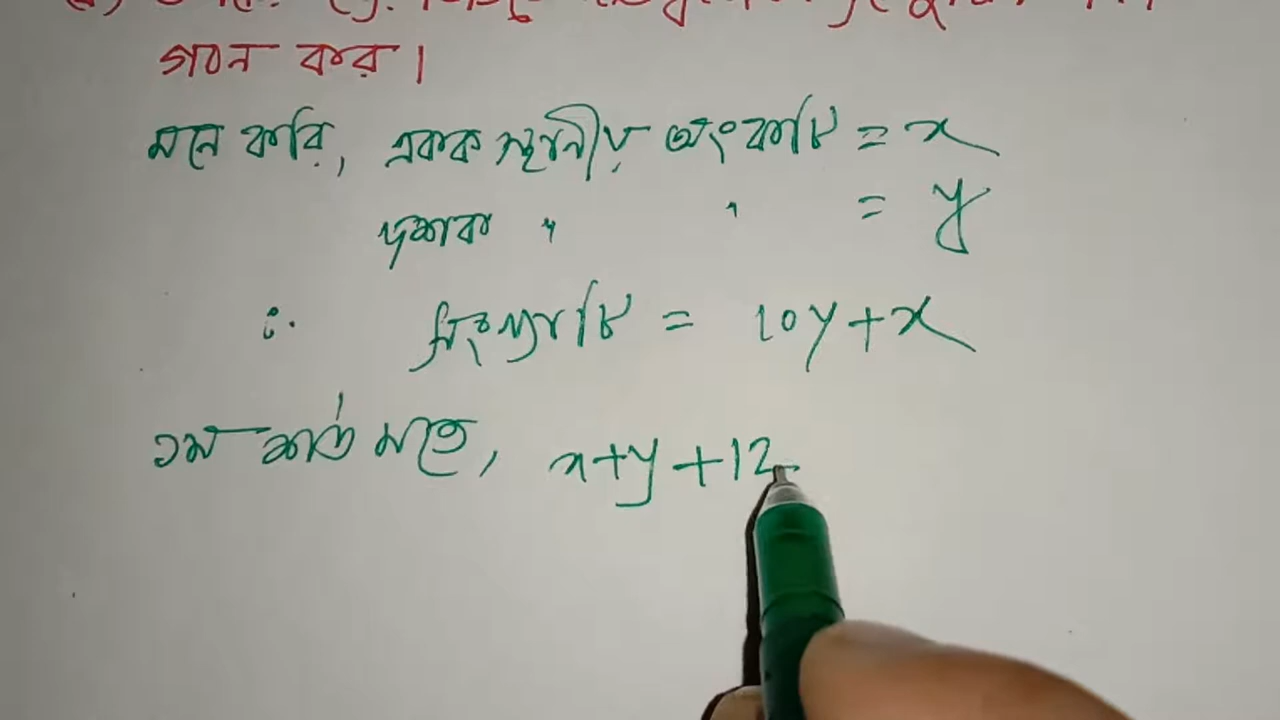 গঠন কর।
মনে করি, একক স্থানীয় অংকটি = x
দশক " " = y
∴ সংখ্যাটি = 10y + x
১ম শর্ত মতে, x + y + 12